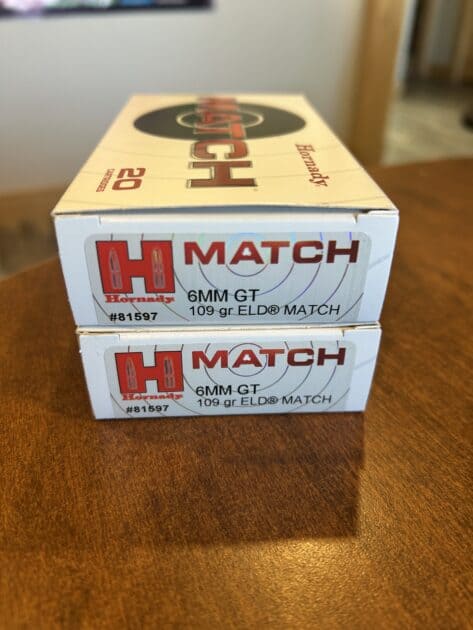 MATCH
Hornady
20
CARTRIDGES
H MATCH
Hornady
6MM GT
109 gr ELD® MATCH
#81597
H MATCH
Hornady
6MM GT
109 gr ELD® MATCH
#81597